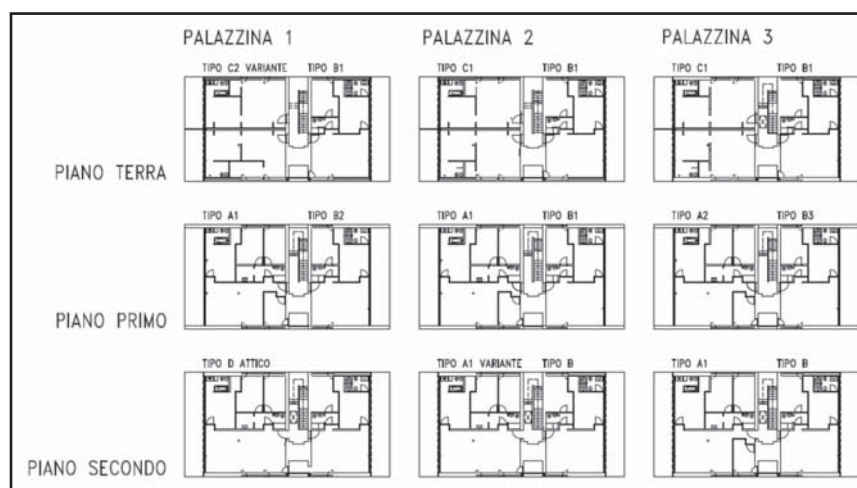 PALAZZINA 1 PALAZZINA 2 PALAZZINA 3
TIPO C2 VARIANTE TIPO B1 TIPO C1 TIPO B1 TIPO C1 TIPO B1
PIANO TERRA
TIPO A1 TIPO B2 TIPO A1 TIPO B1 TIPO A2 TIPO B3
PIANO PRIMO
TIPO D ATTICO TIPO A1 VARIANTE TIPO B TIPO A1 TIPO B
PIANO SECONDO